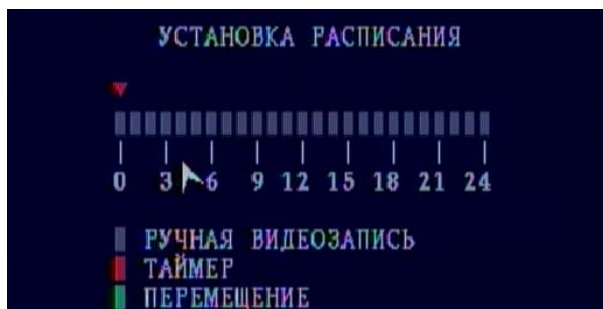 УСТАНОВКА РАСПИСАНИЯ
0 3 6 9 12 15 18 21 24
РУЧНАЯ ВИДЕОЗАПИСЬ
ТАЙМЕР
ПЕРЕМЕЩЕНИЕ